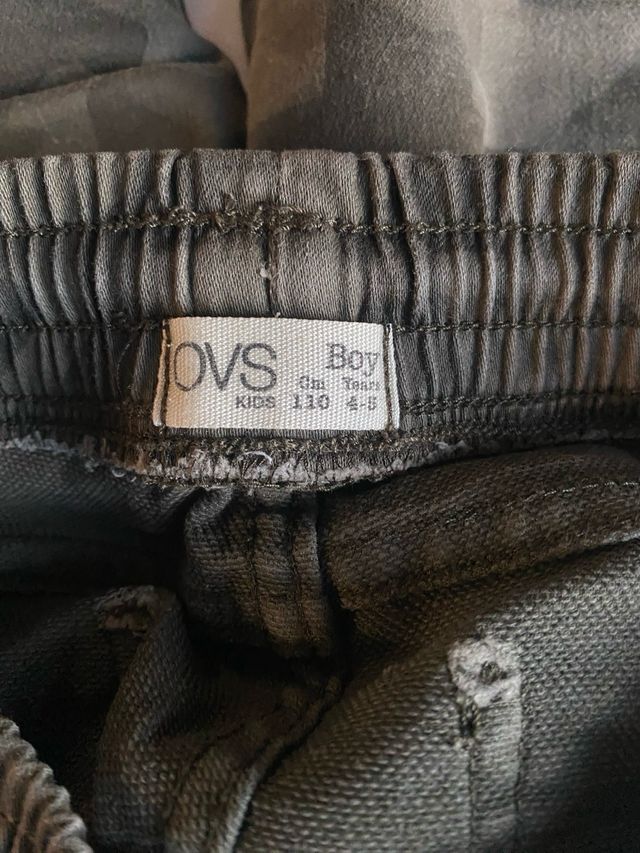 OVS Boy
Cm Years
KIDS 110 4-5